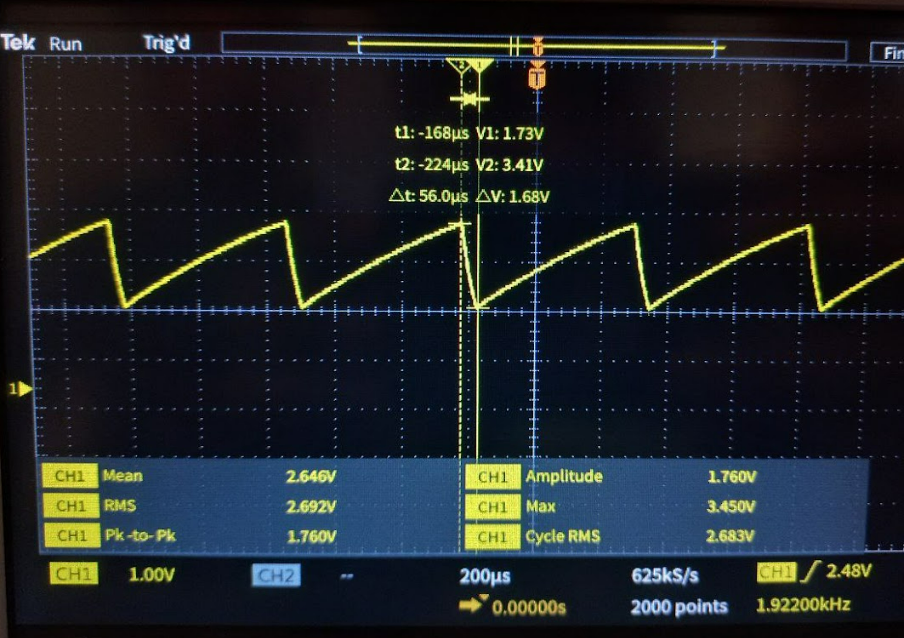 Tek Run Trig'd
Fin
2 1 T
T
t1: -168µs V1: 1.73V
t2: -224µs V2: 3.41V
△t: 56.0µs △V: 1.68V
1
CH1 Mean 2.646V CH1 Amplitude 1.760V
CH1 RMS 2.692V CH1 Max 3.450V
CH1 Pk-to-Pk 1.760V CH1 Cycle RMS 2.683V
CH1 1.00V CH2 -- 200µs 625kS/s CH1 2.48V
0.00000s 2000 points 1.92200kHz